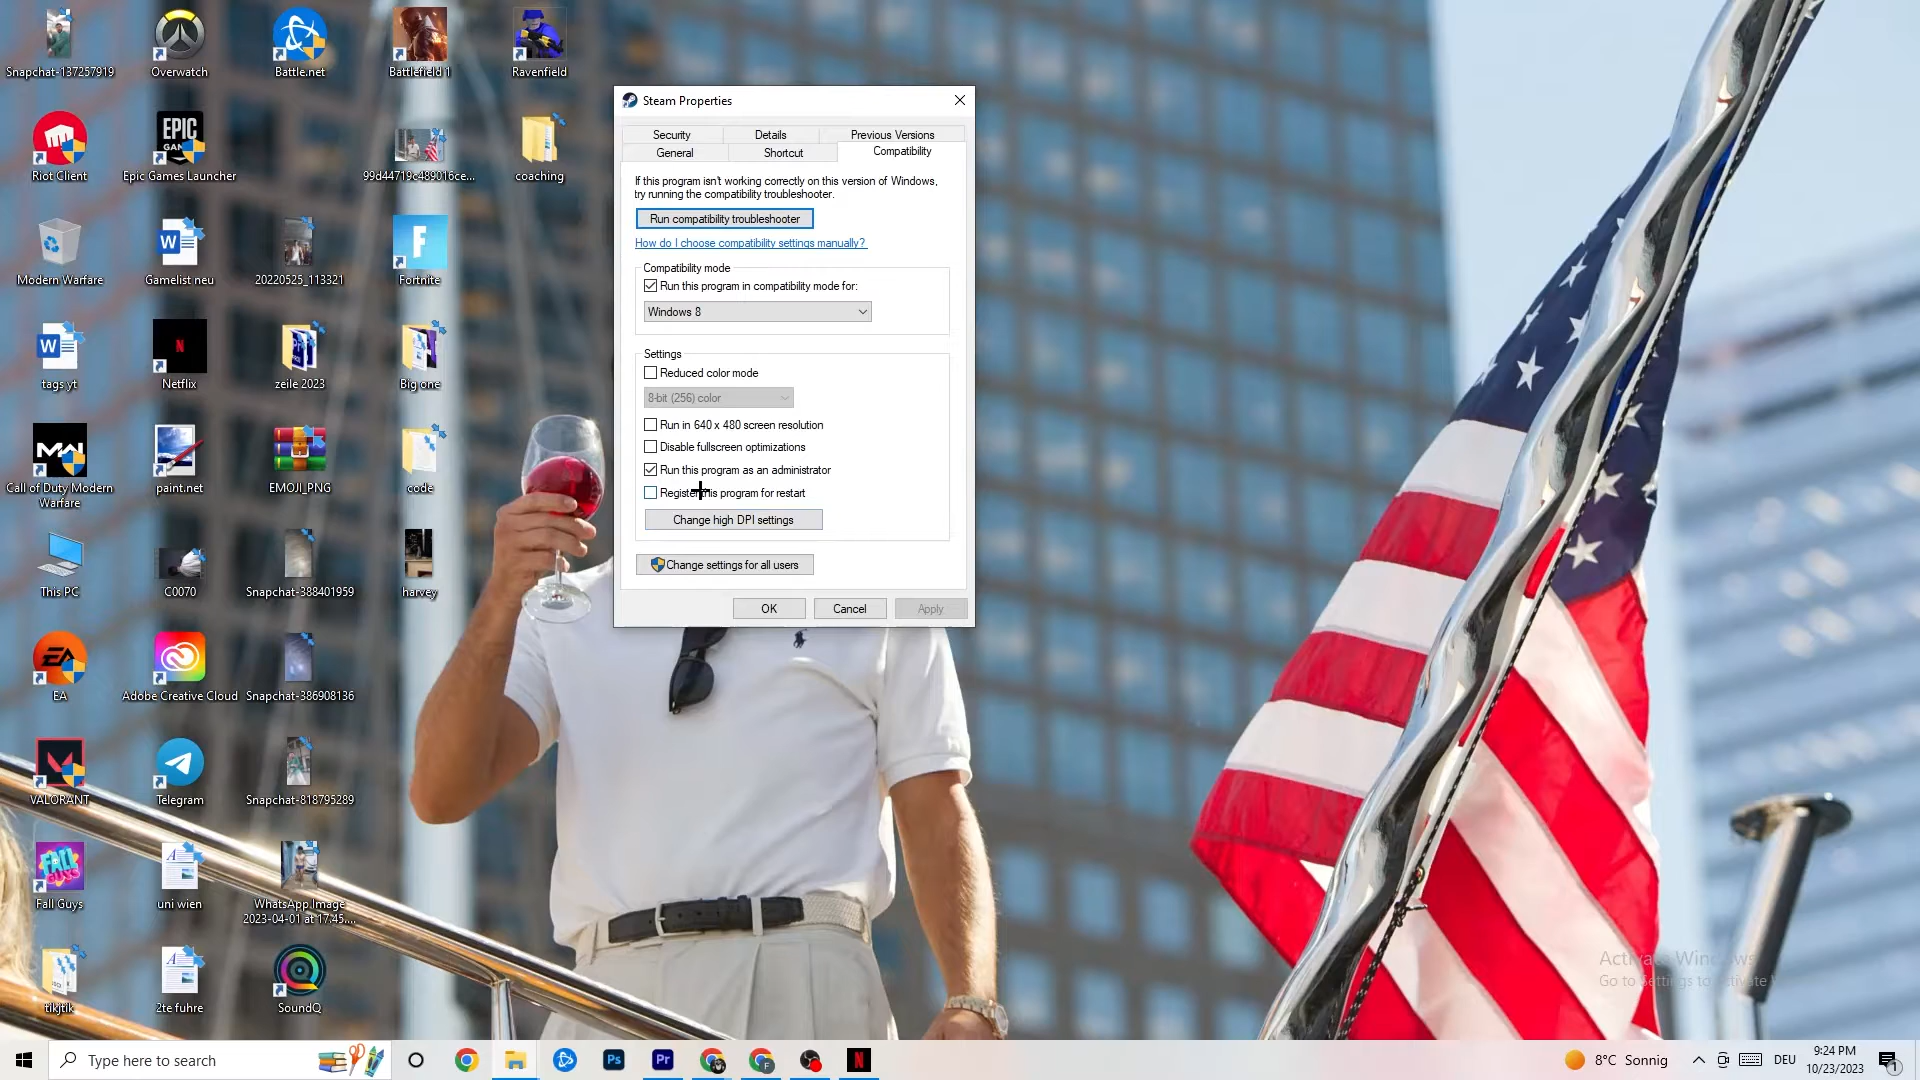 Snapchat-137257919
Overwatch
Battle.net
Battlefield 1
Ravenfield
Riot Client
EPIC
GAMES
Epic Games Launcher
99d44719c489016ce...
coaching
Modern Warfare
Gamelist neu
20220525_113321
Fortnite
tags yt
Netflix
zeile 2023
Big one
Call of Duty Modern
Warfare
paint.net
EMOJI_PNG
code
This PC
C0070
Snapchat-388401959
harvey
EA
Adobe Creative Cloud
Snapchat-386908136
VALORANT
Telegram
Snapchat-818795289
FALL
GUYS
Fall Guys
uni wien
WhatsApp Image
2023-04-01 at 17.45....
tikjtik
2te fuhre
SoundQ
Steam Properties
Security
Details
Previous Versions
General
Shortcut
Compatibility
If this program isn't working correctly on this version of Windows,
try running the compatibility troubleshooter.
Run compatibility troubleshooter
How do I choose compatibility settings manually?
Compatibility mode
Run this program in compatibility mode for:
Windows 8
Settings
Reduced color mode
8-bit (256) color
Run in 640 x 480 screen resolution
Disable fullscreen optimizations
Run this program as an administrator
Register this program for restart
Change high DPI settings
Change settings for all users
OK
Cancel
Apply
Activate Windows
Go to Settings to activate
Type here to search
Ps
Pr
8°C Sonnig
DEU
9:24 PM
10/23/2023